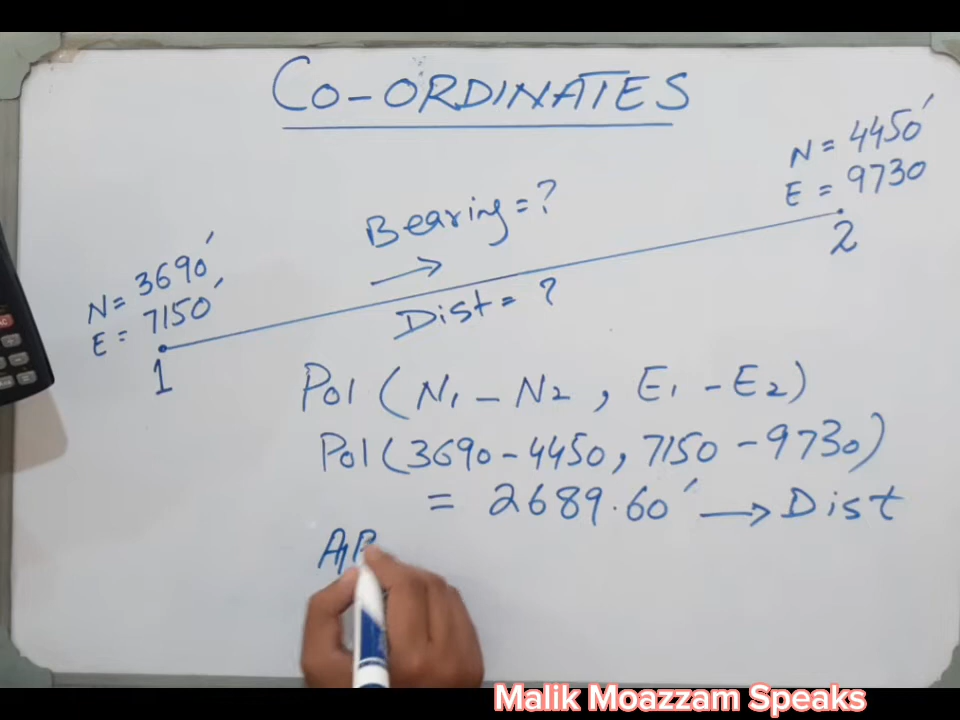 CO-ORDINATES
N = 4450'
E = 9730
Bearing = ?
2
N = 3690'
E = 7150'
Dist = ?
1
Pol ( N1 - N2 , E1 - E2 )
Pol ( 3690 - 4450 , 7150 - 9730 )
= 2689.60' → Dist
Malik Moazzam Speaks